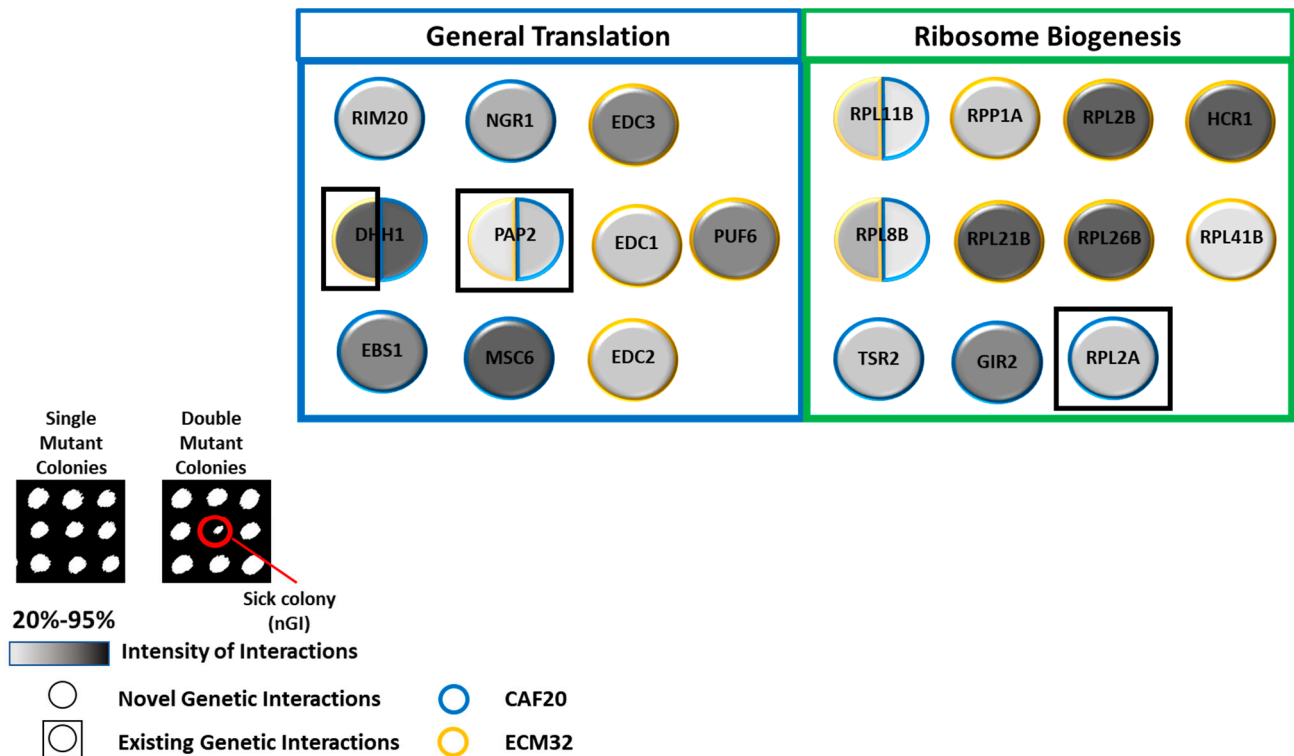 General Translation
Ribosome Biogenesis
RIM20
NGR1
EDC3
DHH1
PAP2
EDC1
PUF6
EBS1
MSC6
EDC2
RPL11B
RPP1A
RPL2B
HCR1
RPL8B
RPL21B
RPL26B
RPL41B
TSR2
GIR2
RPL2A
Single
Mutant
Colonies
Double
Mutant
Colonies
Sick colony
(nGI)
20%-95%
Intensity of Interactions
Novel Genetic Interactions
CAF20
Existing Genetic Interactions
ECM32